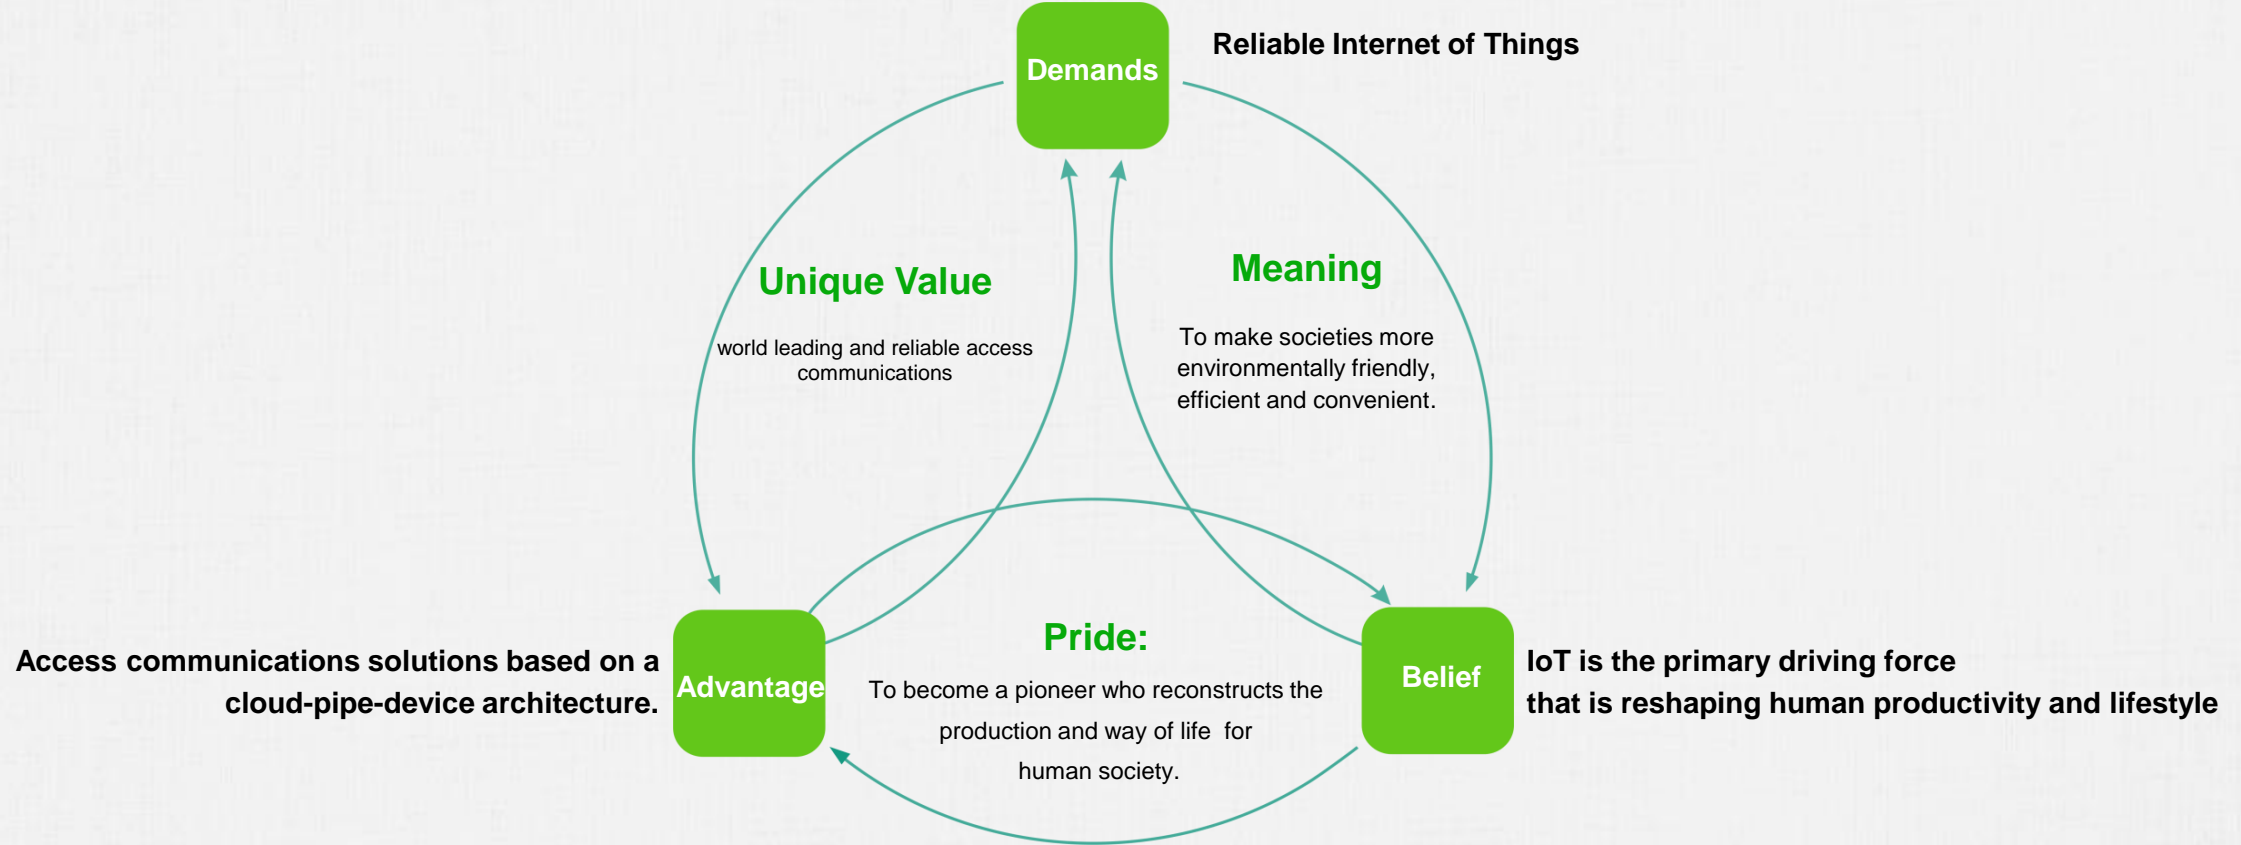 Demands
Reliable Internet of Things
Unique Value
world leading and reliable access
communications
Meaning
To make societies more
environmentally friendly,
efficient and convenient.
Access communications solutions based on a
cloud-pipe-device architecture.
Advantage
Pride:
To become a pioneer who reconstructs the
production and way of life for
human society.
Belief
IoT is the primary driving force
that is reshaping human productivity and lifestyle